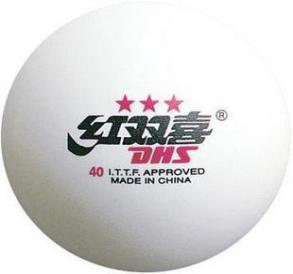 ★★★
红双喜®
DHS
40 I.T.T.F. APPROVED
MADE IN CHINA